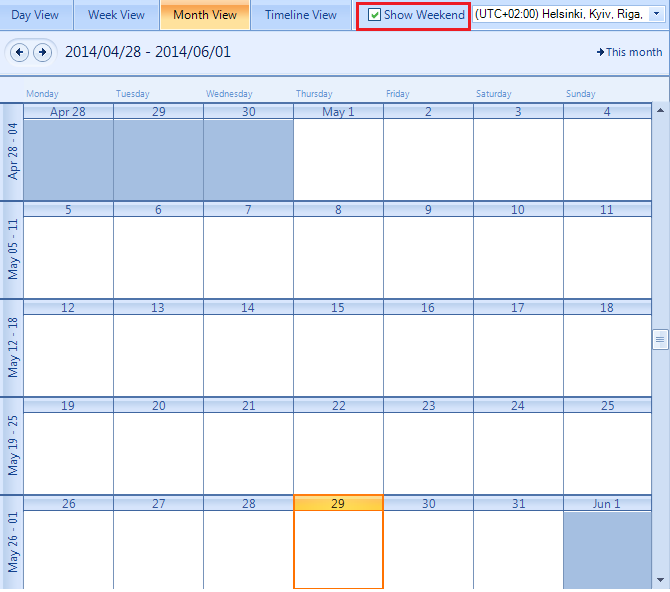 Day View Week View Month View Timeline View Show Weekend (UTC+02:00) Helsinki, Kyiv, Riga,
2014/04/28 - 2014/06/01 This month
Monday Tuesday Wednesday Thursday Friday Saturday Sunday
Apr 28 - 04
Apr 28 29 30 May 1 2 3 4
May 05 - 11
5 6 7 8 9 10 11
May 12 - 18
12 13 14 15 16 17 18
May 19 - 25
19 20 21 22 23 24 25
May 26 - 01
26 27 28 29 30 31 Jun 1